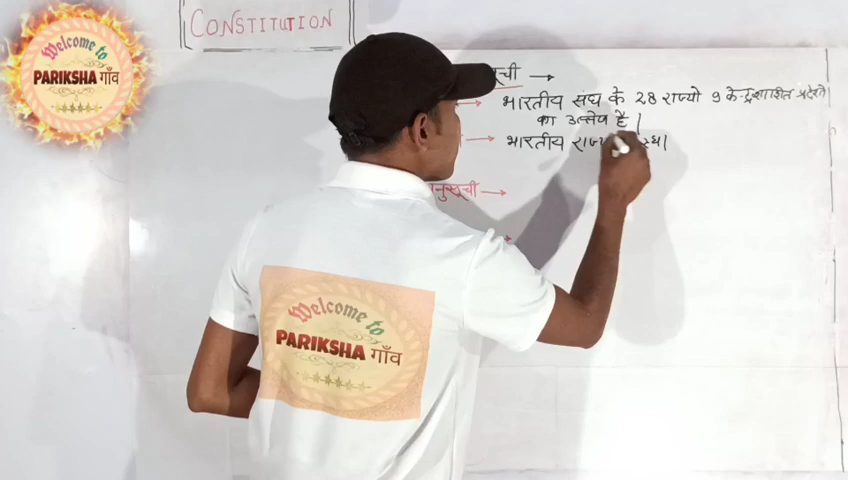 CONSTITUTION
Welcome to
PARIKSHA गाँव
सूची →
→ भारतीय संघ के 28 राज्यो 9 केन्द्रशासित प्रदेशो
का उल्लेख है |
→ भारतीय
नुसूची →
Welcome to
PARIKSHA गाँव